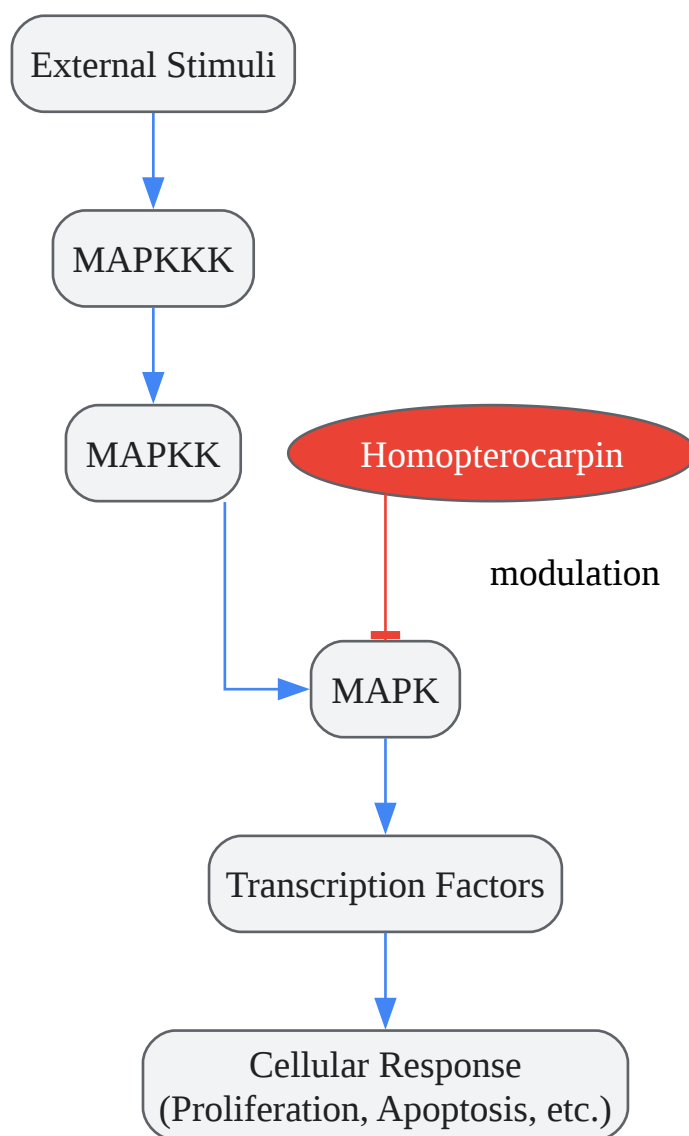 External Stimuli
MAPKKK
MAPKK
Homopterocarpin
modulation
MAPK
Transcription Factors
Cellular Response
(Proliferation, Apoptosis, etc.)